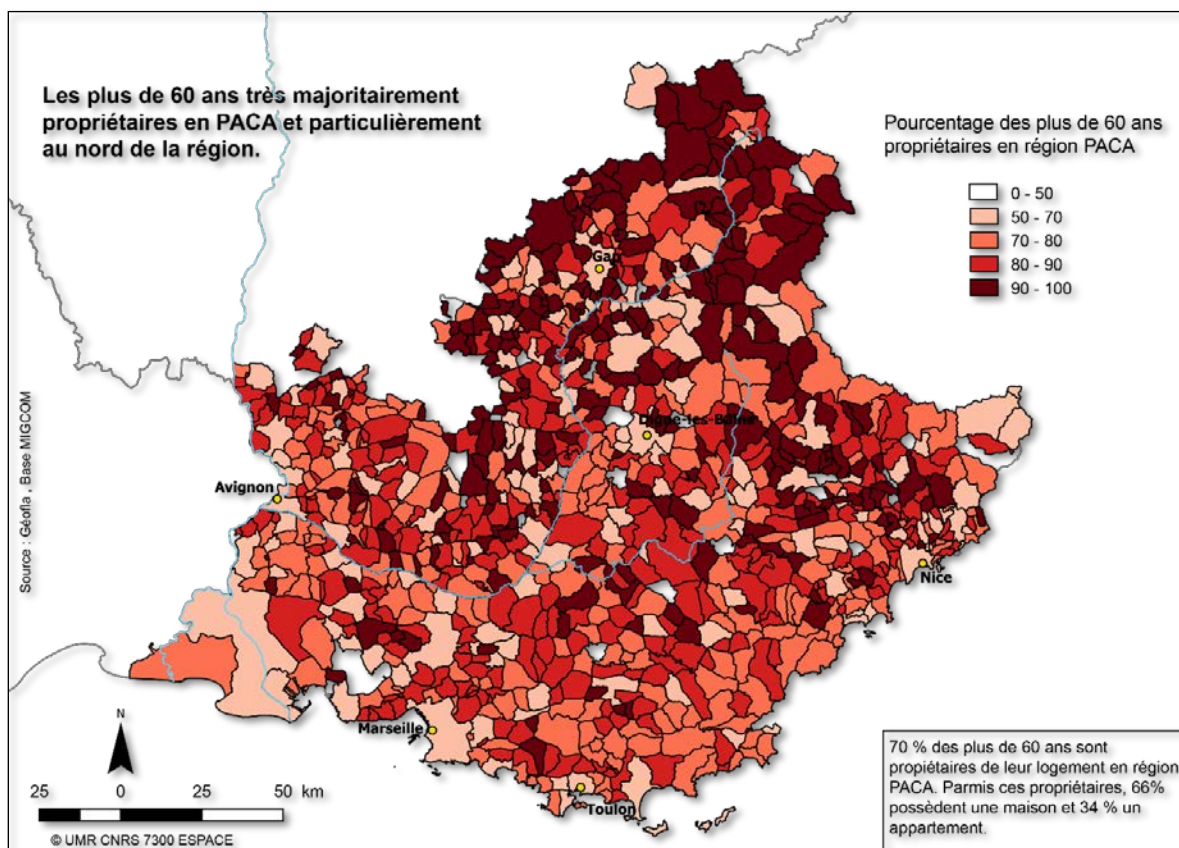 Les plus de 60 ans très majoritairement
propriétaires en PACA et particulièrement
au nord de la région.
Pourcentage des plus de 60 ans
propriétaires en région PACA
0 - 50
50 - 70
70 - 80
80 - 90
90 - 100
Gap
Digne-les-Bains
Avignon
Nice
Marseille
Toulon
Source : Géofla , Base MIGCOM
N
25 0 25 50 km
© UMR CNRS 7300 ESPACE
70 % des plus de 60 ans sont
propiétaires de leur logement en région
PACA. Parmis ces propriétaires, 66%
possèdent une maison et 34 % un
appartement.